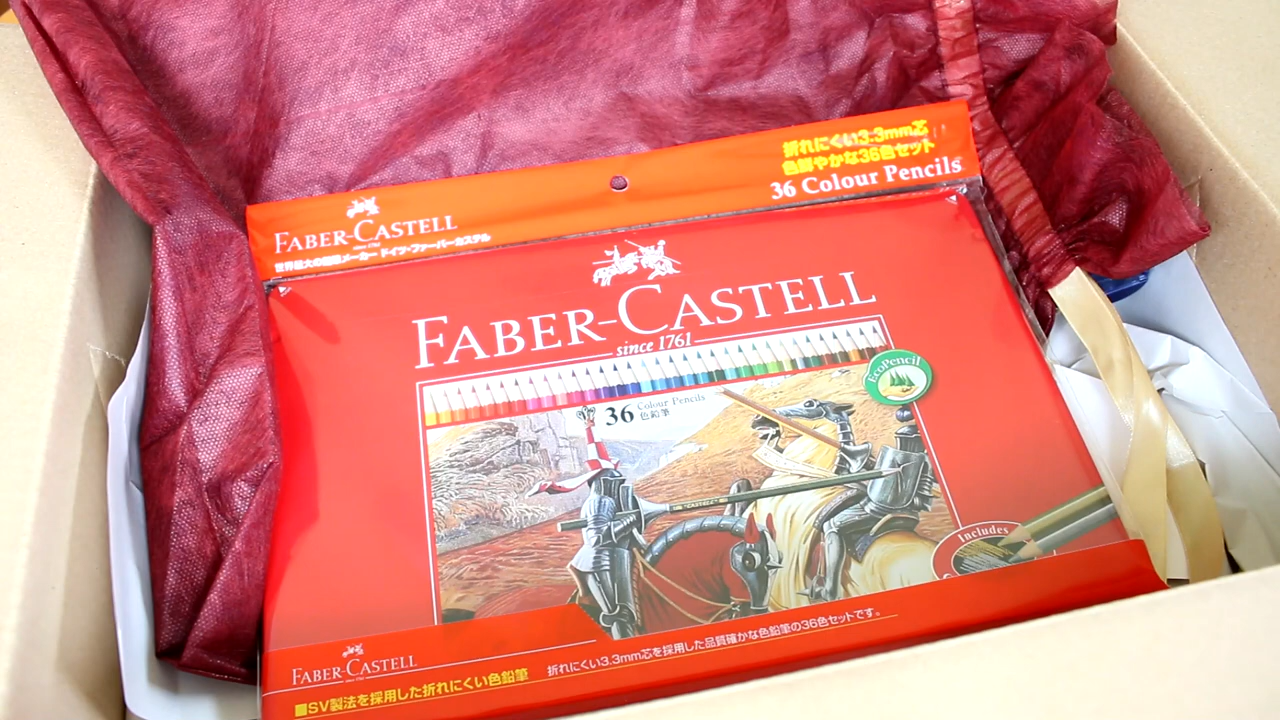 折れにくい3.3mm芯
色鮮やかな36色セット
36 Colour Pencils
FABER-CASTELL
since 1761
世界最大の鉛筆メーカー ドイツ・ファーバーカステル
FABER-CASTELL
since 1761
EcoPencil
36 Colour Pencils
色鉛筆
CASTELL
Includes
FABER-CASTELL
since 1761
■SV製法を採用した折れにくい色鉛筆
折れにくい3.3mm芯を採用した品質確かな色鉛筆の36色セットです。